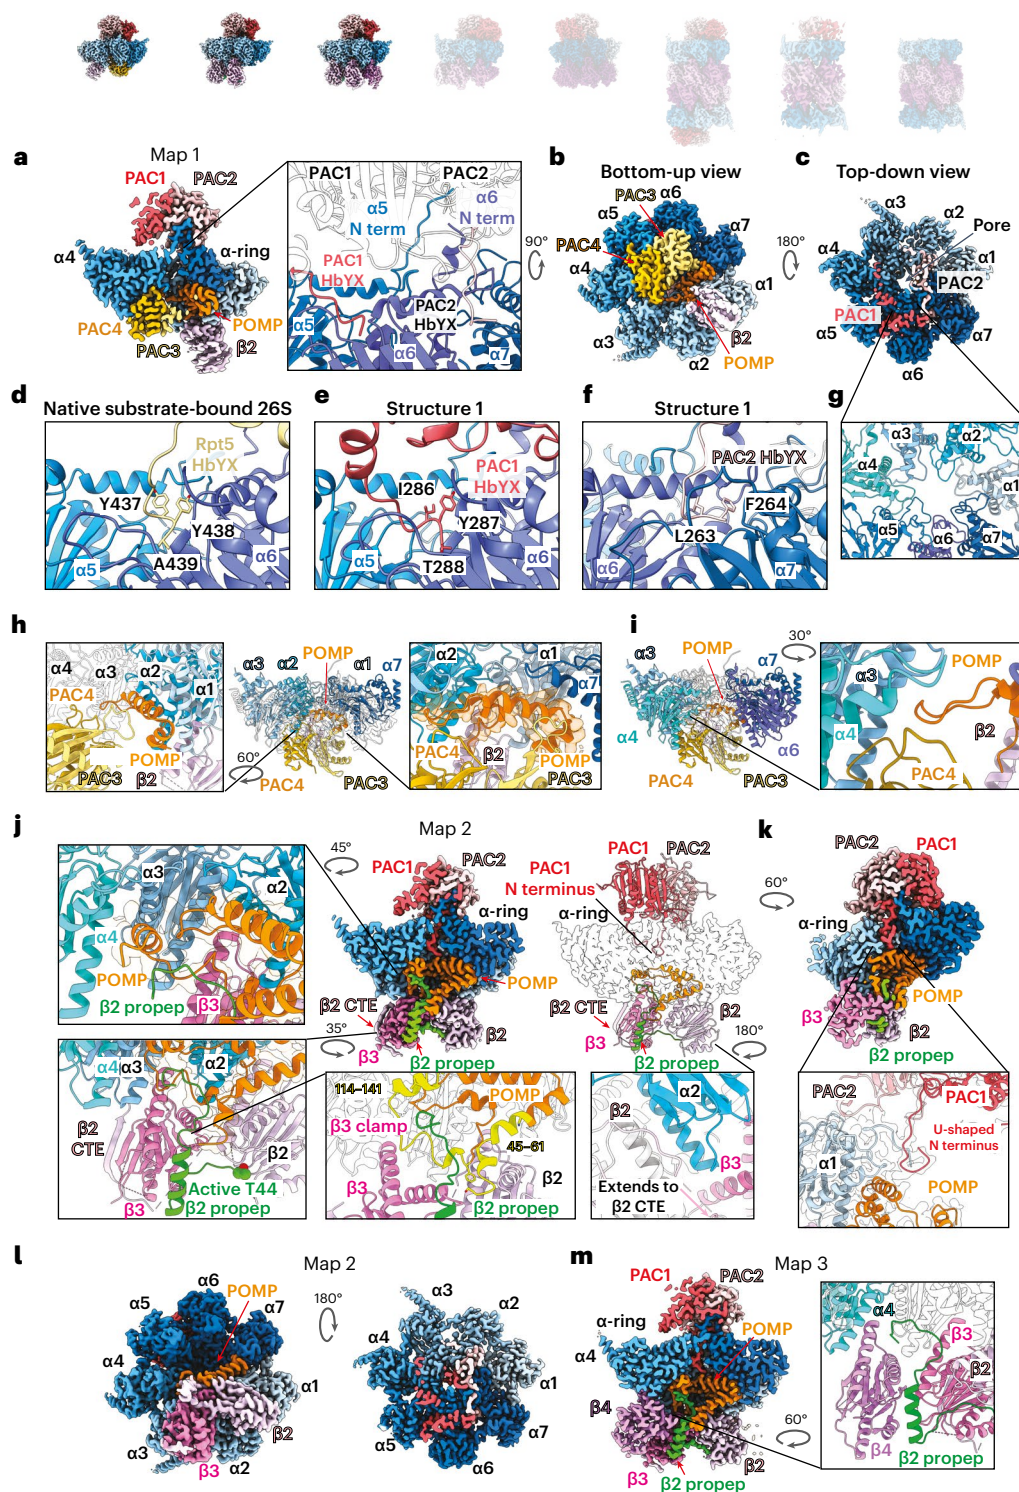 a
Map 1
PAC1
PAC2
α4
α-ring
PAC4
PAC3
POMP
β2
PAC1
PAC2
α5
N term
α6
N term
PAC1
HbYX
PAC2
HbYX
α5
α6
α7
90°
b
Bottom-up view
PAC3
α6
α5
α7
PAC4
α4
α1
α3
β2
α2
POMP
180°
c
Top-down view
α3
α2
α4
Pore
α1
PAC2
PAC1
α5
α7
α6
d
Native substrate-bound 26S
Rpt5
HbYX
Y437
Y438
A439
α5
α6
e
Structure 1
PAC1
HbYX
I286
Y287
T288
α5
α6
f
Structure 1
PAC2 HbYX
F264
L263
α6
α7
g
α3
α2
α4
α1
α5
α6
α7
h
α4
α3
α2
α1
PAC4
POMP
PAC3
β2
60°
POMP
α3
α2
α1
α7
PAC4
PAC3
α2
α1
α7
PAC4
β2
POMP
PAC3
i
30°
α3
POMP
α7
α4
α6
PAC4
PAC3
α3
POMP
α4
β2
PAC4
j
Map 2
α3
α2
α4
POMP
β2 propep
β3
45°
PAC1
PAC2
α-ring
POMP
β2 CTE
β3
β2
β2 propep
PAC1
PAC2
PAC1
N terminus
α-ring
β2 CTE
β2
β3
β2 propep
180°
35°
α4
α3
α2
β2
CTE
β2
Active T44
β3
β2 propep
114–141
POMP
β3 clamp
45–61
β3
β2
β2 propep
α2
β2
β3
Extends to
β2 CTE
k
60°
PAC2
PAC1
α-ring
POMP
β3
β2
β2 propep
PAC2
PAC1
U-shaped
N terminus
α1
POMP
l
Map 2
α6
POMP
α5
α7
α4
α1
β2
α3
β3
α2
180°
α3
α2
α4
α1
α5
α7
α6
m
Map 3
PAC1
PAC2
α-ring
POMP
α4
β4
β3
β2
β2 propep
60°
α4
β3
β2
β4
β2 propep